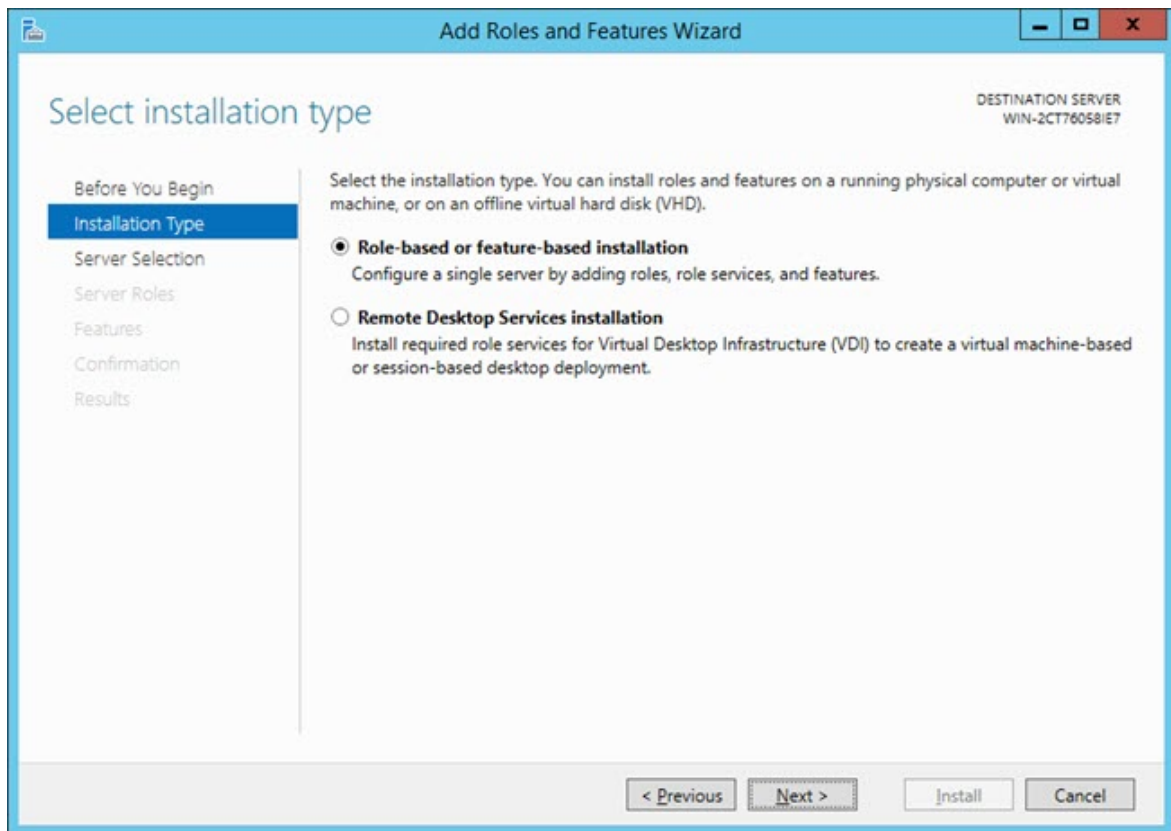 Add Roles and Features Wizard
Select installation type
DESTINATION SERVER
WIN-2CT76058IE7
Before You Begin
Installation Type
Server Selection
Server Roles
Features
Confirmation
Results
Select the installation type. You can install roles and features on a running physical computer or virtual
machine, or on an offline virtual hard disk (VHD).
Role-based or feature-based installation
Configure a single server by adding roles, role services, and features.
Remote Desktop Services installation
Install required role services for Virtual Desktop Infrastructure (VDI) to create a virtual machine-based
or session-based desktop deployment.
< Previous
Next >
Install
Cancel